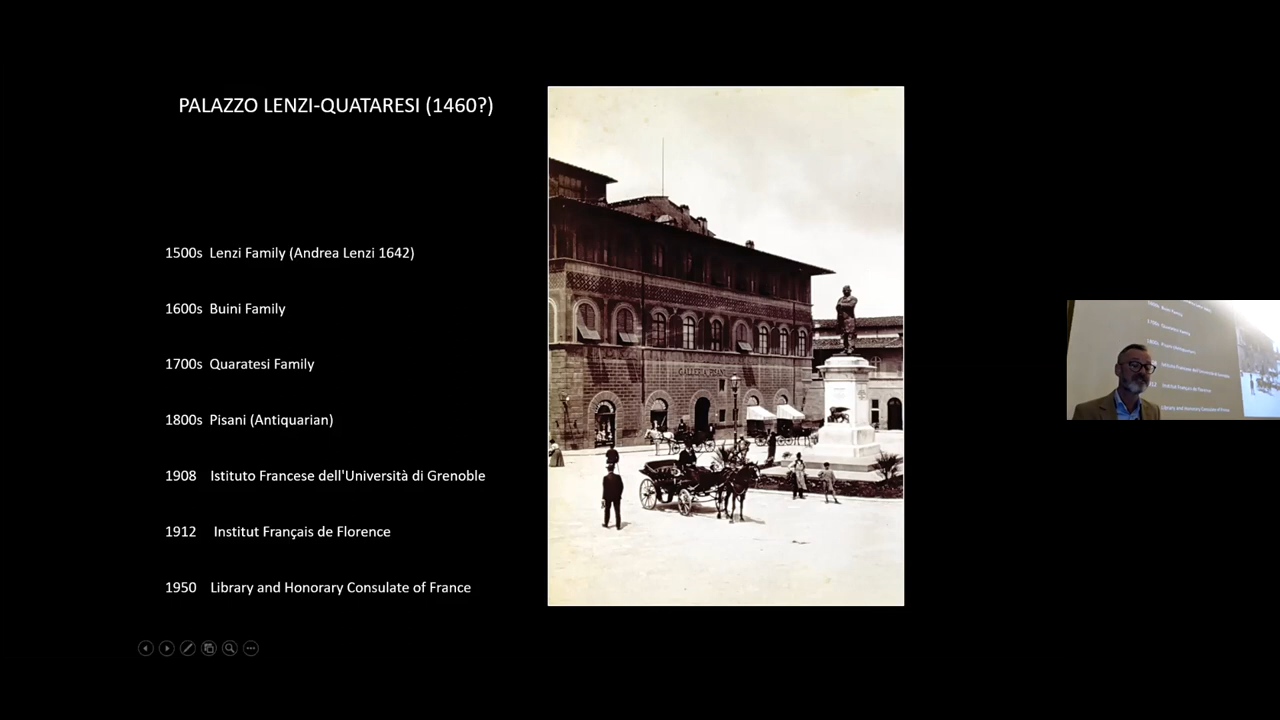 PALAZZO LENZI-QUATARESI (1460?)
1500s Lenzi Family (Andrea Lenzi 1642)
1600s Buini Family
1700s Quaratesi Family
1800s Pisani (Antiquarian)
1908 Istituto Francese dell'Università di Grenoble
1912 Institut Français de Florence
1950 Library and Honorary Consulate of France
GALLERIA PISANI